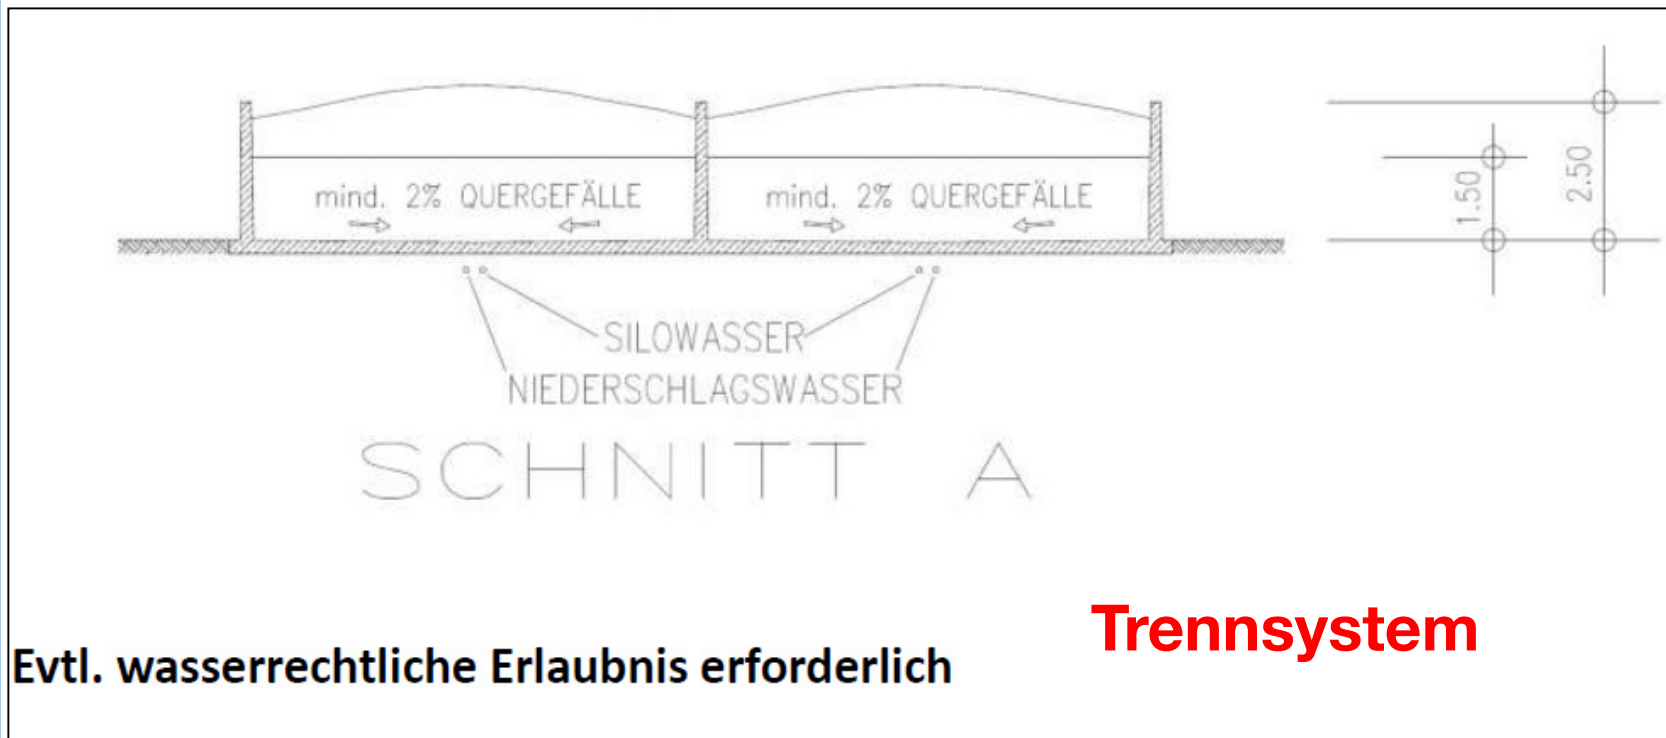 mind. 2% QUERGEFÄLLE
mind. 2% QUERGEFÄLLE
1.50
2.50
SILOWASSER
NIEDERSCHLAGSWASSER
SCHNITT A
Trennsystem
Evtl. wasserrechtliche Erlaubnis erforderlich